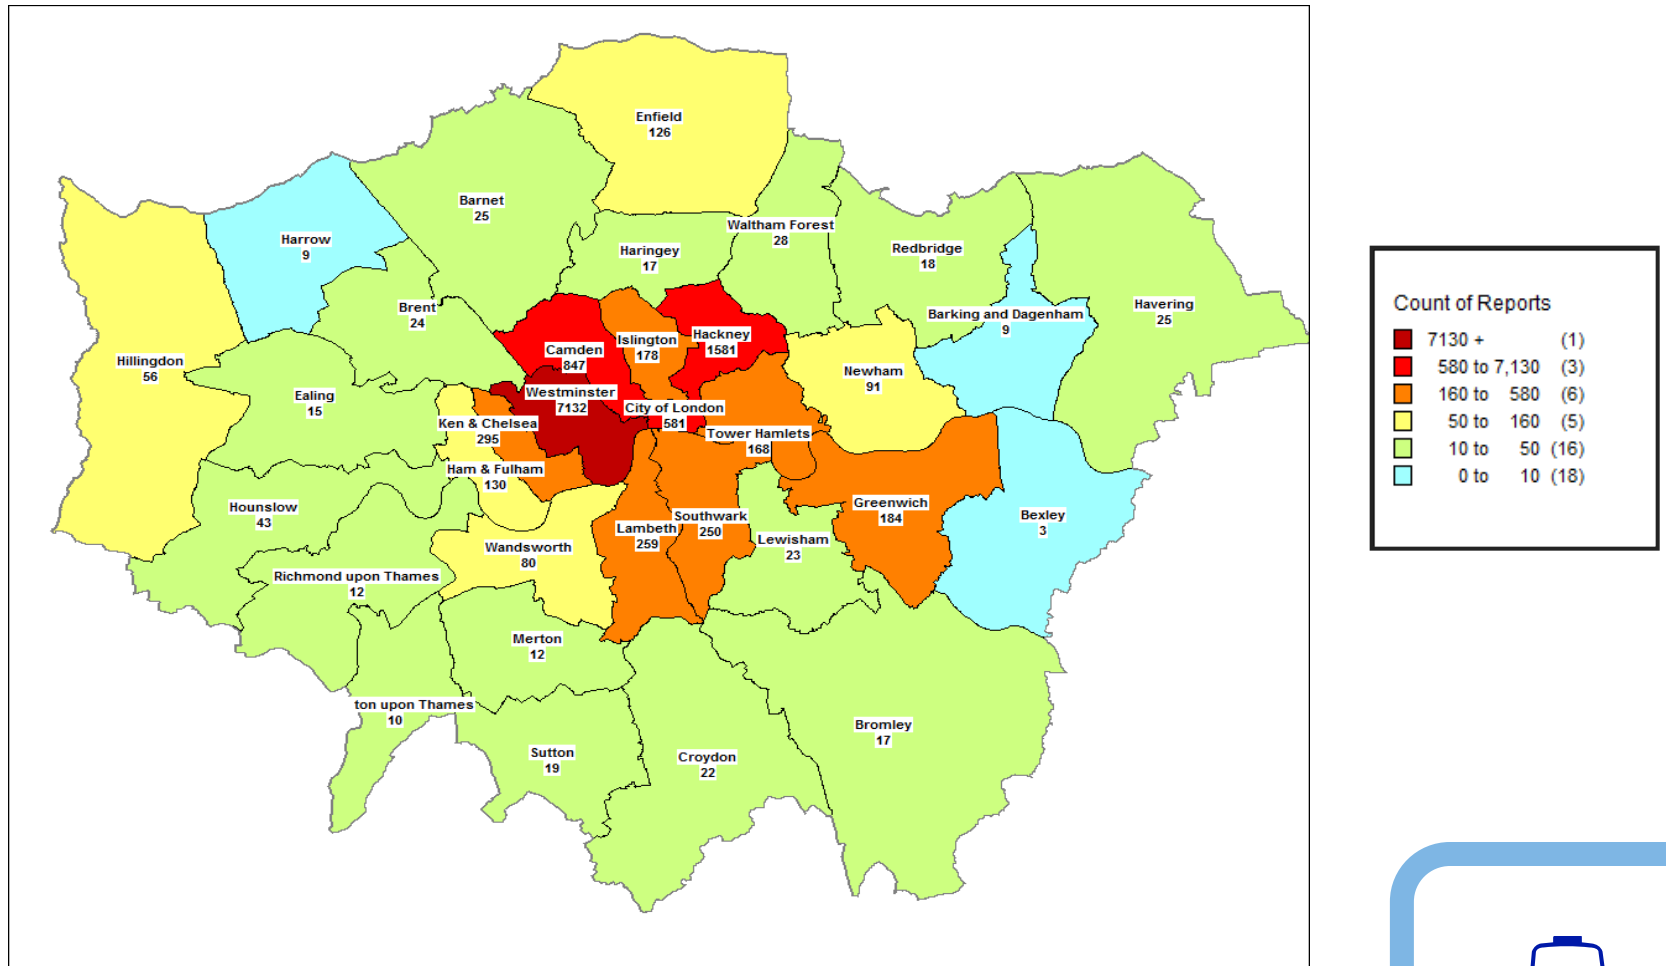 Enfield
126
Barnet
25
Waltham Forest
28
Harrow
9
Haringey
17
Redbridge
18
Brent
24
Barking and Dagenham
9
Havering
25
Hillingdon
56
Camden
847
Islington
178
Hackney
1581
Newham
91
Ealing
15
Westminster
7132
City of London
581
Ken & Chelsea
295
Tower Hamlets
168
Ham & Fulham
130
Hounslow
43
Greenwich
184
Bexley
3
Lambeth
259
Southwark
250
Lewisham
23
Wandsworth
80
Richmond upon Thames
12
Merton
12
ton upon Thames
10
Sutton
19
Croydon
22
Bromley
17
Count of Reports
7130 + (1)
580 to 7,130 (3)
160 to 580 (6)
50 to 160 (5)
10 to 50 (16)
0 to 10 (18)